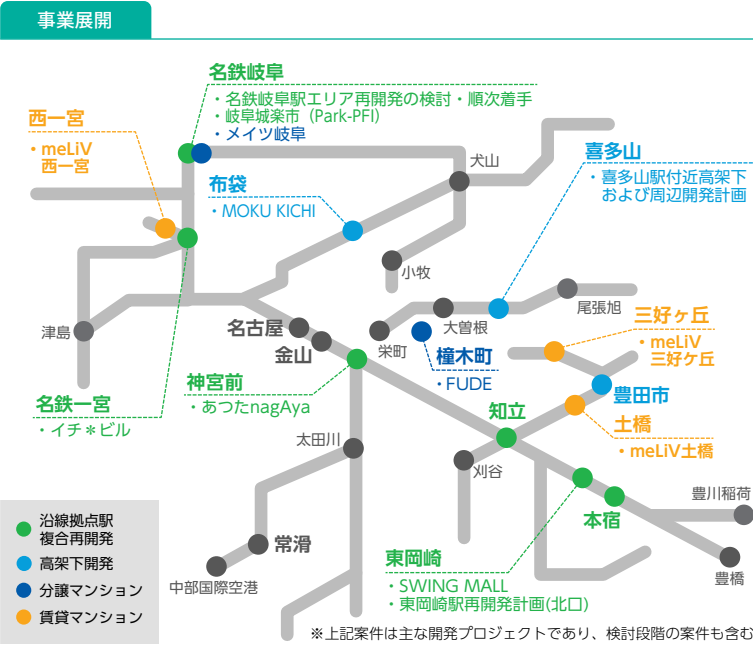 事業展開
名鉄岐阜
・名鉄岐阜駅エリア再開発の検討・順次着手
・岐阜城楽市（Park-PFI）
・メイツ岐阜
西一宮
・meLiV
西一宮
布袋
・MOKU KICHI
犬山
喜多山
・喜多山駅付近高架下
および周辺開発計画
小牧
尾張旭
大曽根
栄町
津島
名古屋
金山
橦木町
・FUDE
三好ヶ丘
・meLiV
三好ヶ丘
豊田市
神宮前
・あつたnagAya
名鉄一宮
・イチ＊ビル
知立
土橋
・meLiV土橋
太田川
刈谷
豊川稲荷
本宿
常滑
中部国際空港
東岡崎
・SWING MALL
・東岡崎駅再開発計画(北口)
豊橋
沿線拠点駅
複合再開発
高架下開発
分譲マンション
賃貸マンション
※上記案件は主な開発プロジェクトであり、検討段階の案件も含む